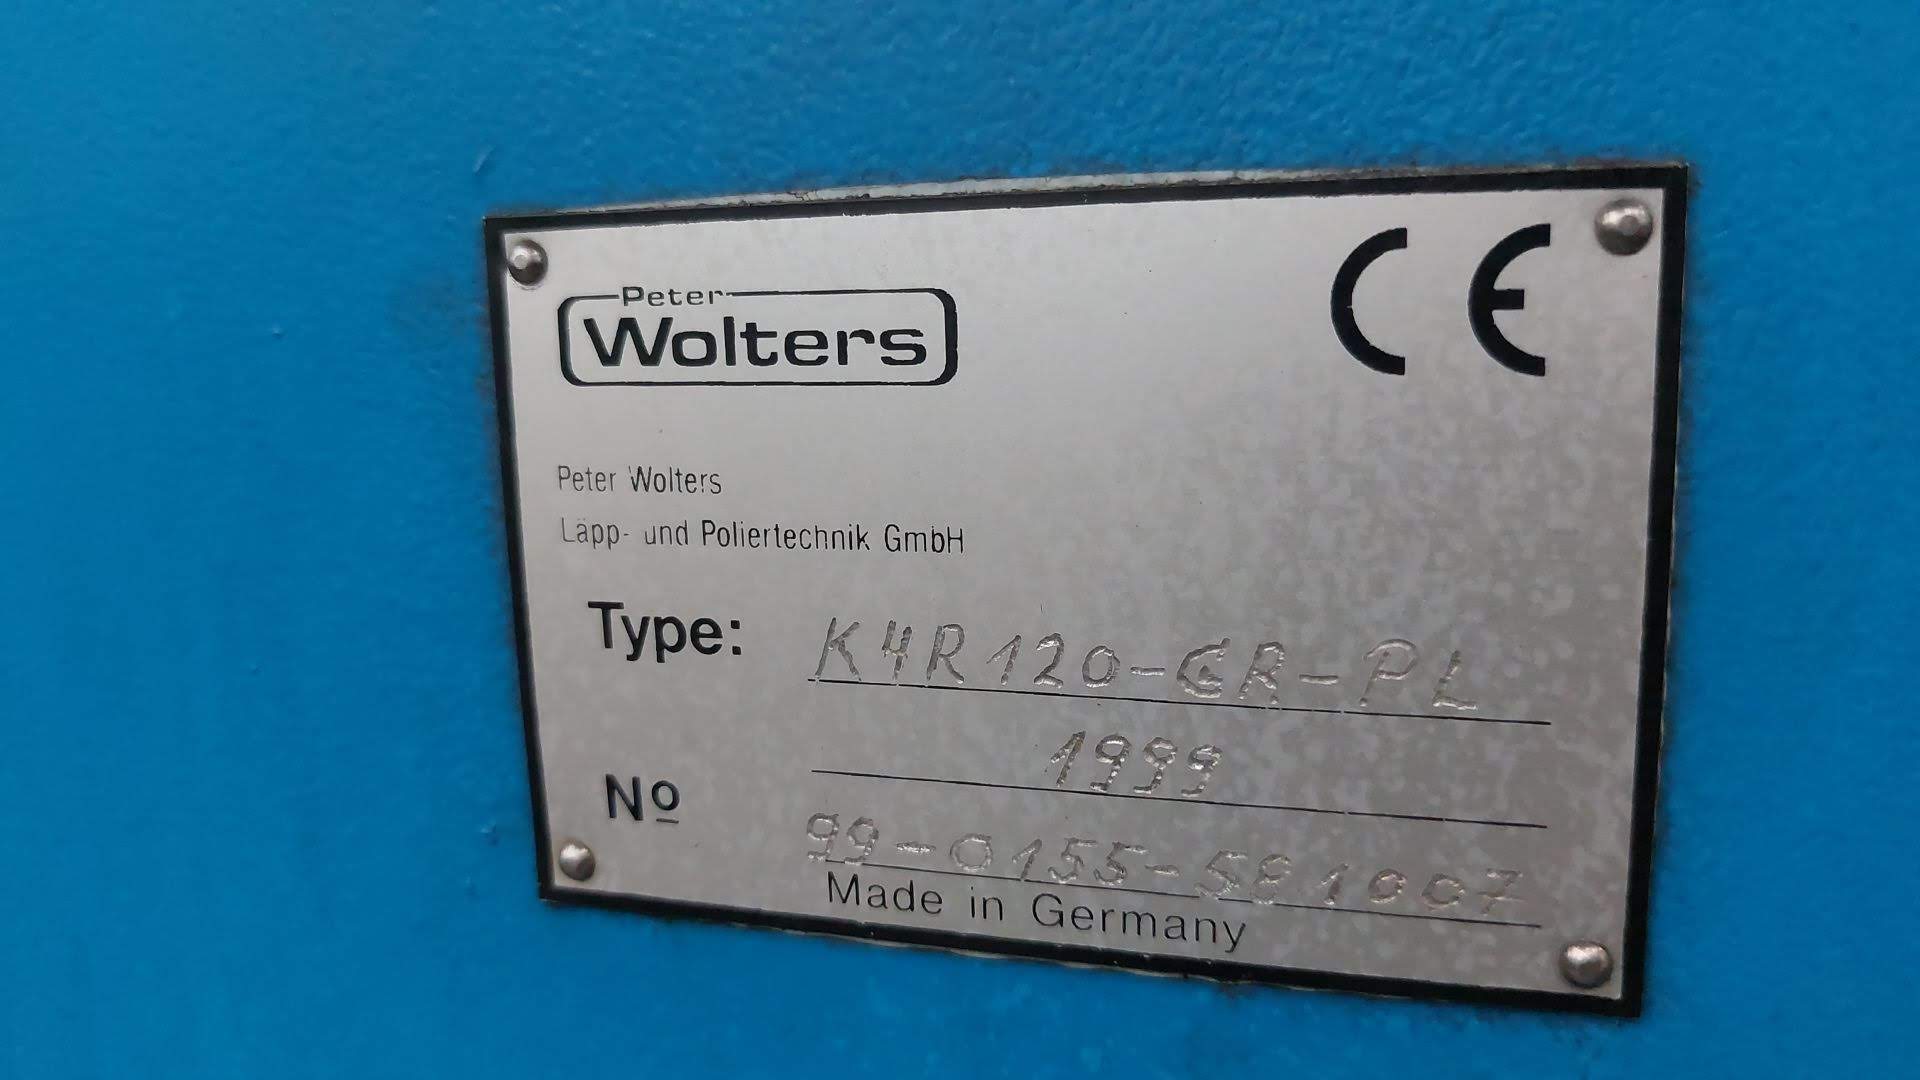 Peter
Wolters
CE
Peter Wolters
Läpp- und Poliertechnik GmbH
Type: K4R120-GR-PL
1999
No 99-0155-581007
Made in Germany